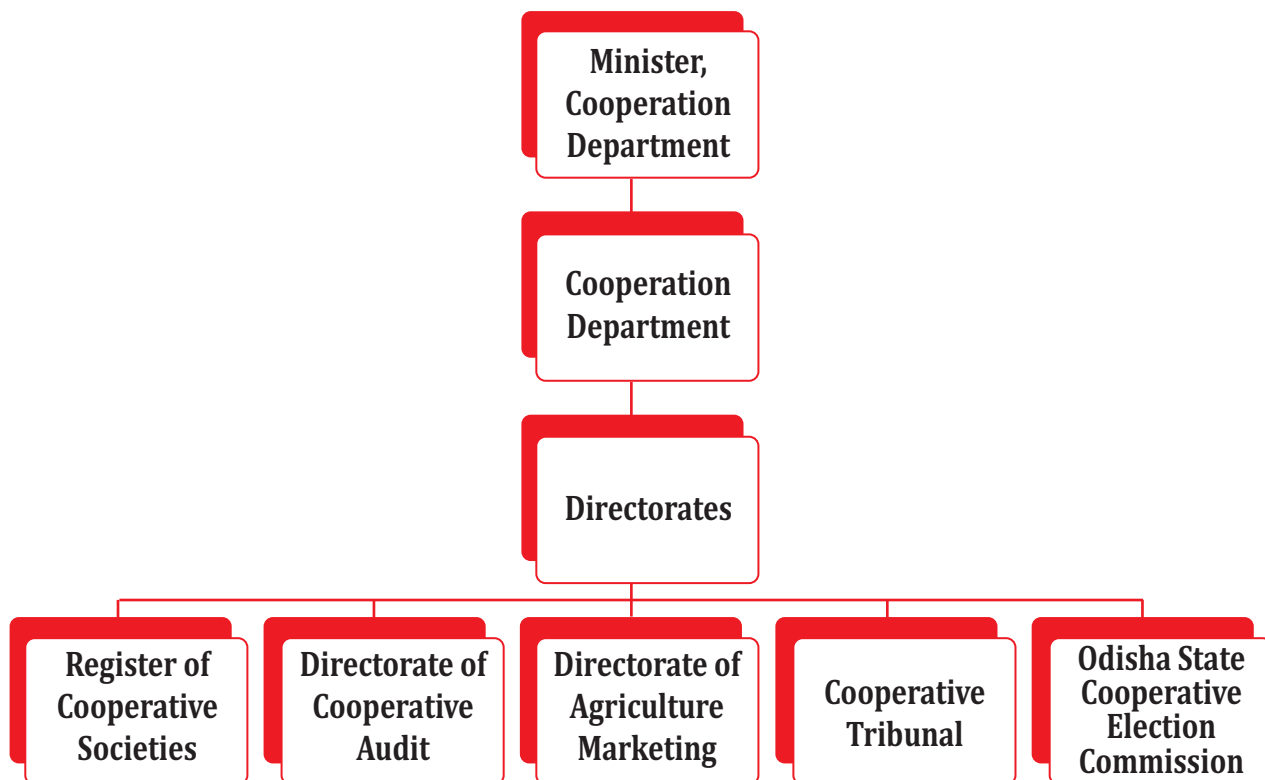 Minister,
Cooperation
Department
Cooperation
Department
Directorates
Register of
Cooperative
Societies
Directorate of
Cooperative
Audit
Directorate of
Agriculture
Marketing
Cooperative
Tribunal
Odisha State
Cooperative
Election
Commission